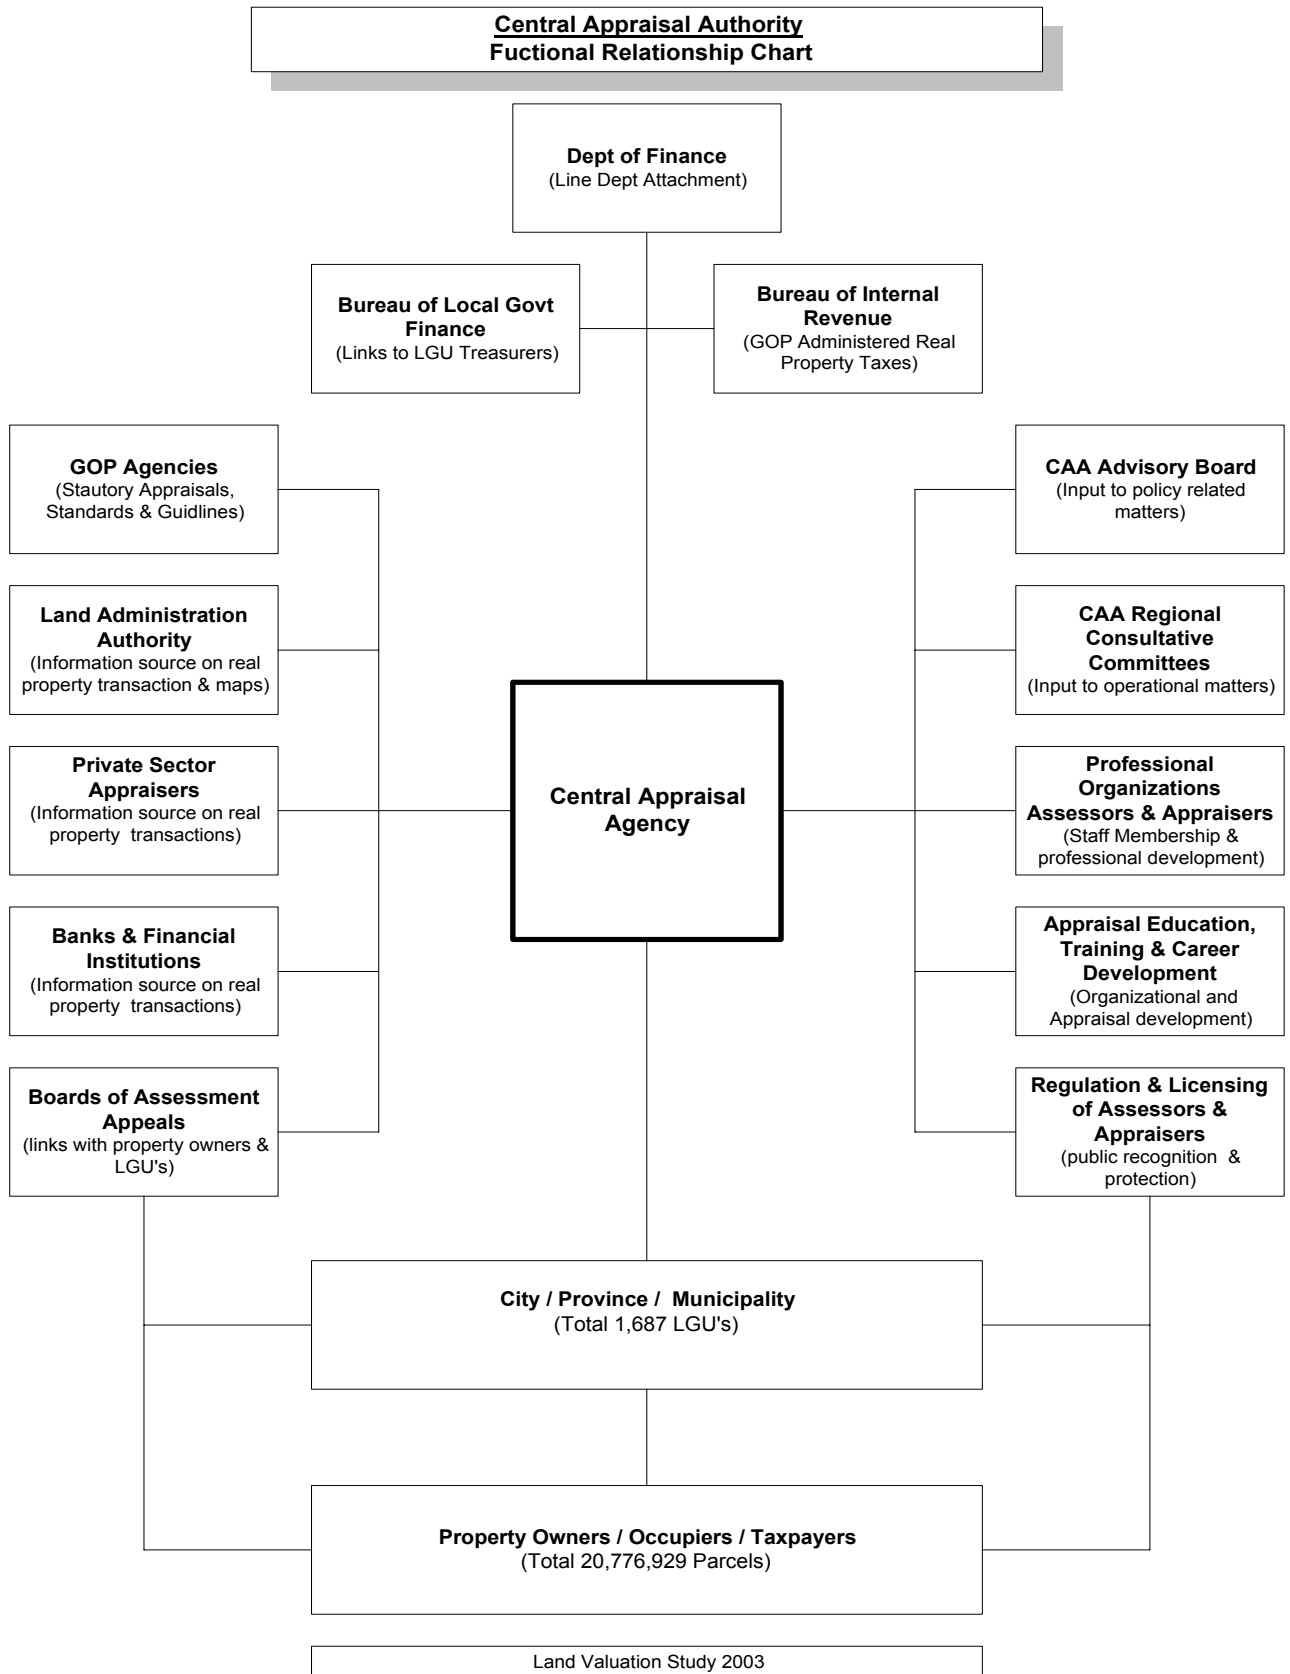 Central Appraisal Authority
Fuctional Relationship Chart
Dept of Finance
(Line Dept Attachment)
Bureau of Local Govt
Finance
(Links to LGU Treasurers)
Bureau of Internal
Revenue
(GOP Administered Real
Property Taxes)
GOP Agencies
(Stautory Appraisals,
Standards & Guidlines)
CAA Advisory Board
(Input to policy related
matters)
Land Administration
Authority
(Information source on real
property transaction & maps)
CAA Regional
Consultative
Committees
(Input to operational matters)
Private Sector
Appraisers
(Information source on real
property transactions)
Central Appraisal
Agency
Professional
Organizations
Assessors & Appraisers
(Staff Membership &
professional development)
Banks & Financial
Institutions
(Information source on real
property transactions)
Appraisal Education,
Training & Career
Development
(Organizational and
Appraisal development)
Boards of Assessment
Appeals
(links with property owners &
LGU's)
Regulation & Licensing
of Assessors &
Appraisers
(public recognition &
protection)
City / Province / Municipality
(Total 1,687 LGU's)
Property Owners / Occupiers / Taxpayers
(Total 20,776,929 Parcels)
Land Valuation Study 2003